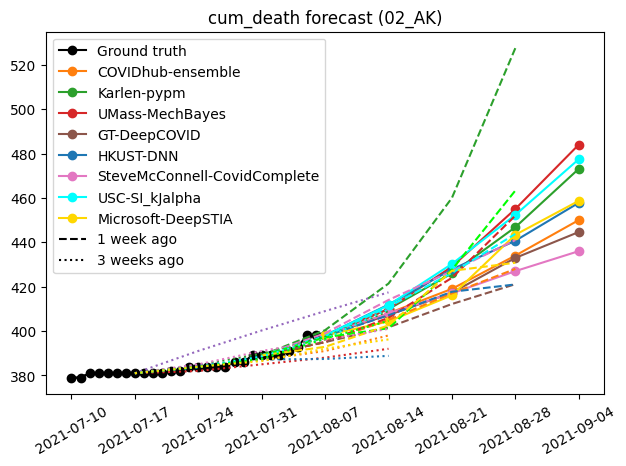 cum_death forecast (02_AK)
Ground truth
COVIDhub-ensemble
Karlen-pypm
UMass-MechBayes
GT-DeepCOVID
HKUST-DNN
SteveMcConnell-CovidComplete
USC-SI_kJalpha
Microsoft-DeepSTIA
1 week ago
3 weeks ago
520
500
480
460
440
420
400
380
2021-07-10
2021-07-17
2021-07-24
2021-07-31
2021-08-07
2021-08-14
2021-08-21
2021-08-28
2021-09-04